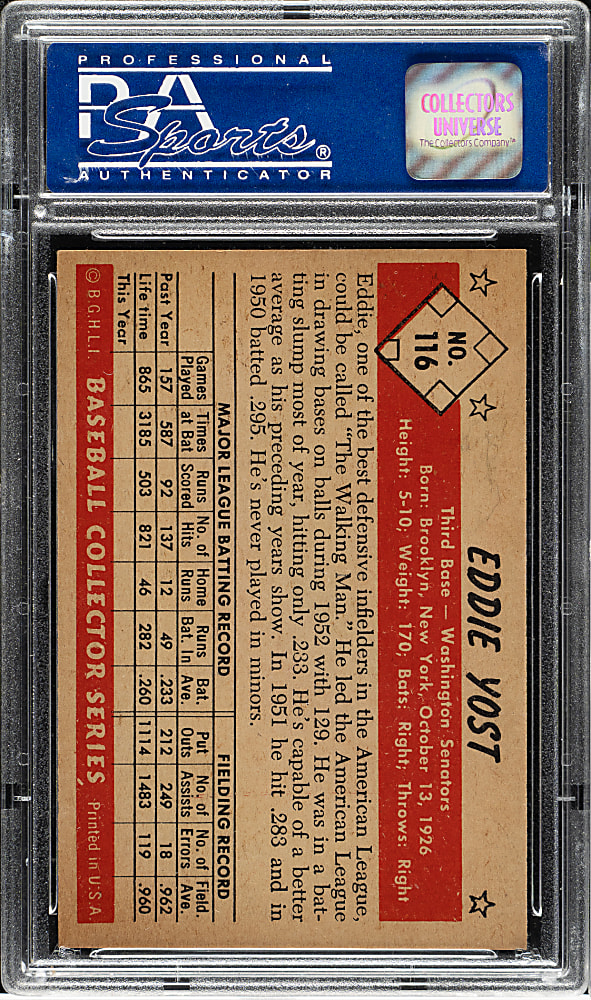 PROFESSIONAL
PSA
Sports®
AUTHENTICATOR
COLLECTORS
UNIVERSE
The Collectors Company™
NO.
116
EDDIE YOST
Third Base — Washington Senators
Born: Brooklyn, New York, October 13, 1926
Height: 5-10; Weight: 170; Bats: Right; Throws: Right
Eddie, one of the best defensive infielders in the American League,
could be called "The Walking Man." He led the American League
in drawing bases on balls during 1952 with 129. He was in a bat-
ting slump most of year, hitting only .233. He's capable of a better
average as his preceding years show. In 1951 he hit .283 and in
1950 batted .295. He's never played in minors.
MAJOR LEAGUE BATTING RECORD FIELDING RECORD
Games Times Runs No. of Home Runs Bat. Put No. of No. of Field.
Played at Bat Scored Hits Runs Bat. In Ave. Outs Assists Errors Ave.
Past Year 157 587 92 137 12 49 .233 212 249 18 .962
Life time 865 3185 503 821 46 282 .260 1114 1483 119 .960
This Year
© B.G.H.L.I. BASEBALL COLLECTOR SERIES Printed in U.S.A.